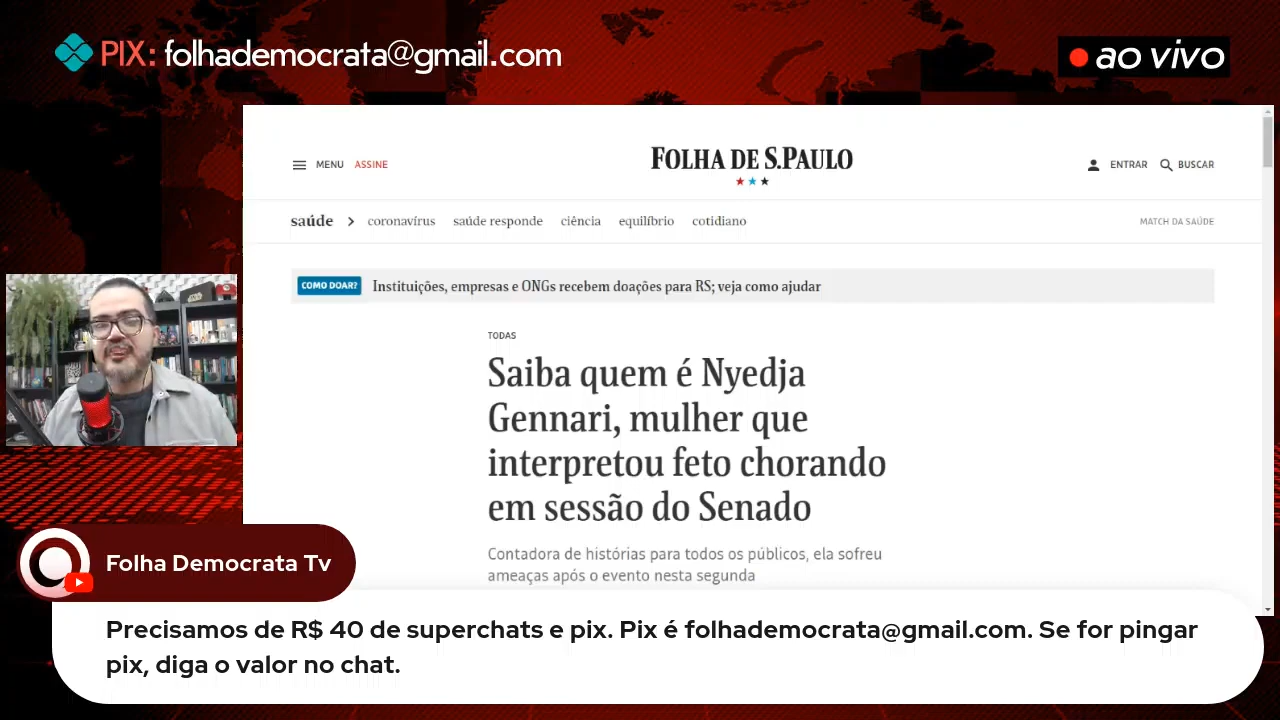 PIX: folhademocrata@gmail.com
ao vivo
MENU ASSINE
FOLHA DE S.PAULO
ENTRAR BUSCAR
saúde coronavírus saúde responde ciência equilíbrio cotidiano
MATCH DA SAÚDE
COMO DOAR? Instituições, empresas e ONGs recebem doações para RS; veja como ajudar
TODAS
Saiba quem é Nyedja
Gennari, mulher que
interpretou feto chorando
em sessão do Senado
Contadora de histórias para todos os públicos, ela sofreu
ameaças após o evento nesta segunda
Folha Democrata Tv
Precisamos de R$ 40 de superchats e pix. Pix é folhademocrata@gmail.com. Se for pingar
pix, diga o valor no chat.